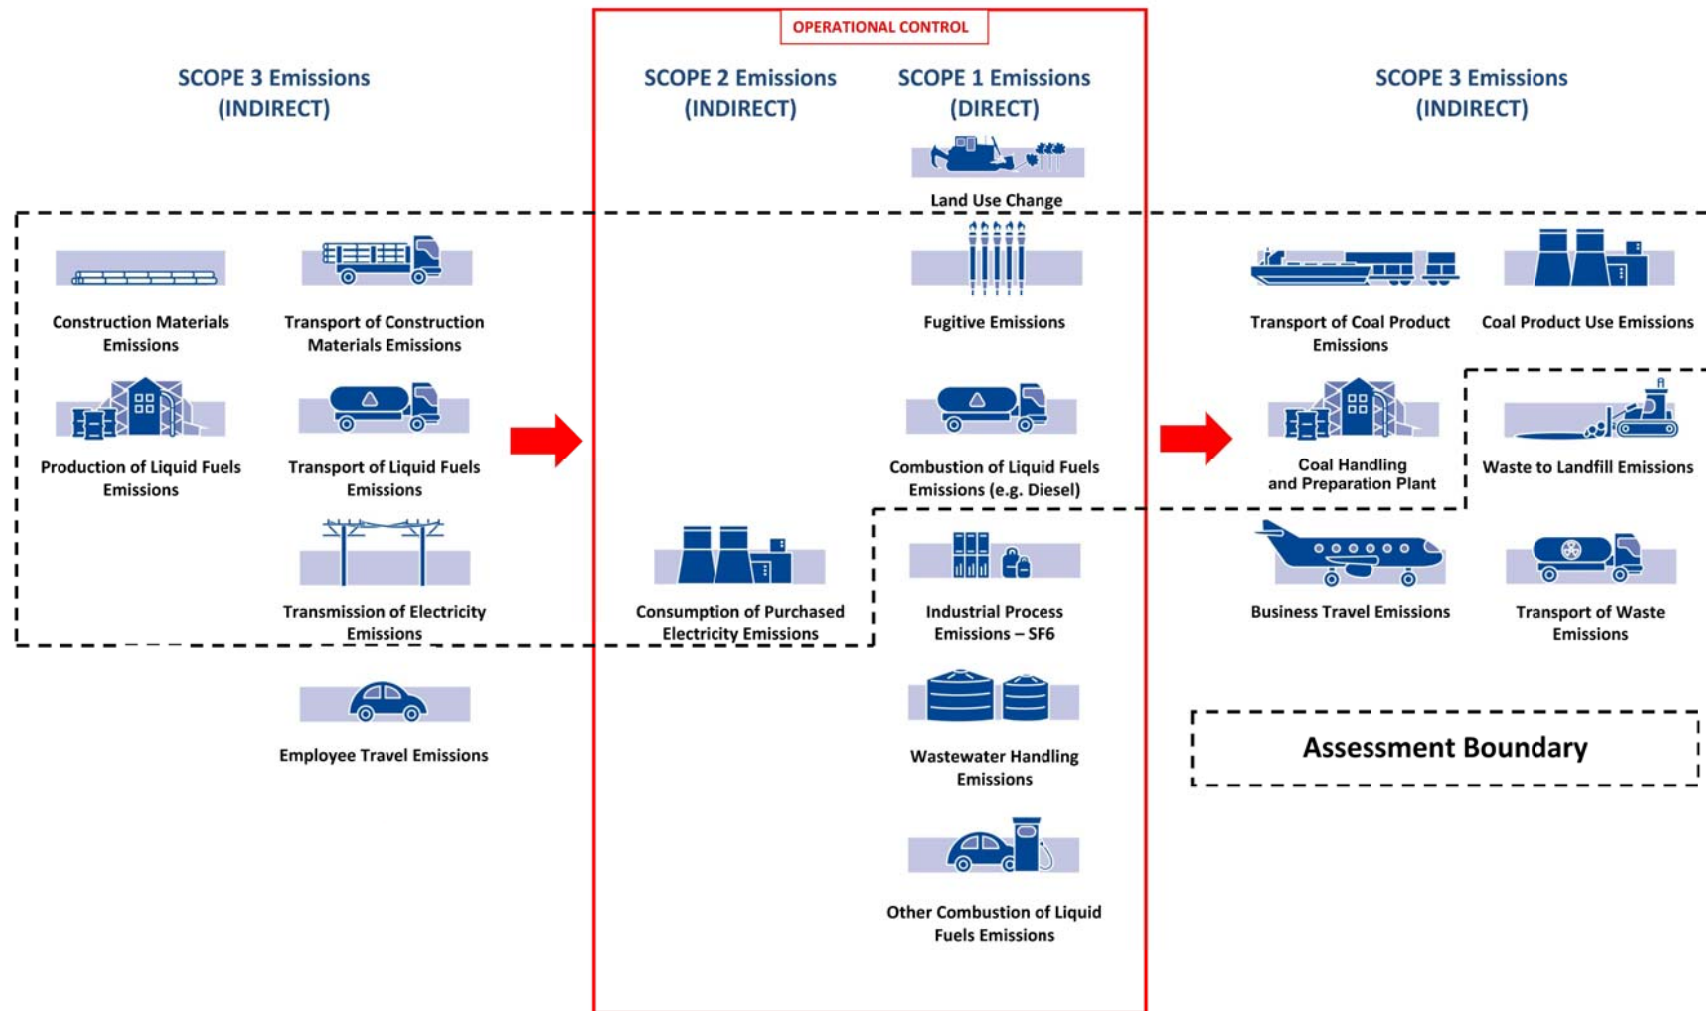 OPERATIONAL CONTROL
SCOPE 3 Emissions
(INDIRECT)
SCOPE 2 Emissions
(INDIRECT)
SCOPE 1 Emissions
(DIRECT)
SCOPE 3 Emissions
(INDIRECT)
Land Use Change
Construction Materials
Emissions
Transport of Construction
Materials Emissions
Fugitive Emissions
Transport of Coal Product
Emissions
Coal Product Use Emissions
Production of Liquid Fuels
Emissions
Transport of Liquid Fuels
Emissions
Combustion of Liquid Fuels
Emissions (e.g. Diesel)
Coal Handling
and Preparation Plant
Waste to Landfill Emissions
Transmission of Electricity
Emissions
Consumption of Purchased
Electricity Emissions
Industrial Process
Emissions – SF6
Business Travel Emissions
Transport of Waste
Emissions
Employee Travel Emissions
Wastewater Handling
Emissions
Assessment Boundary
Other Combustion of Liquid
Fuels Emissions